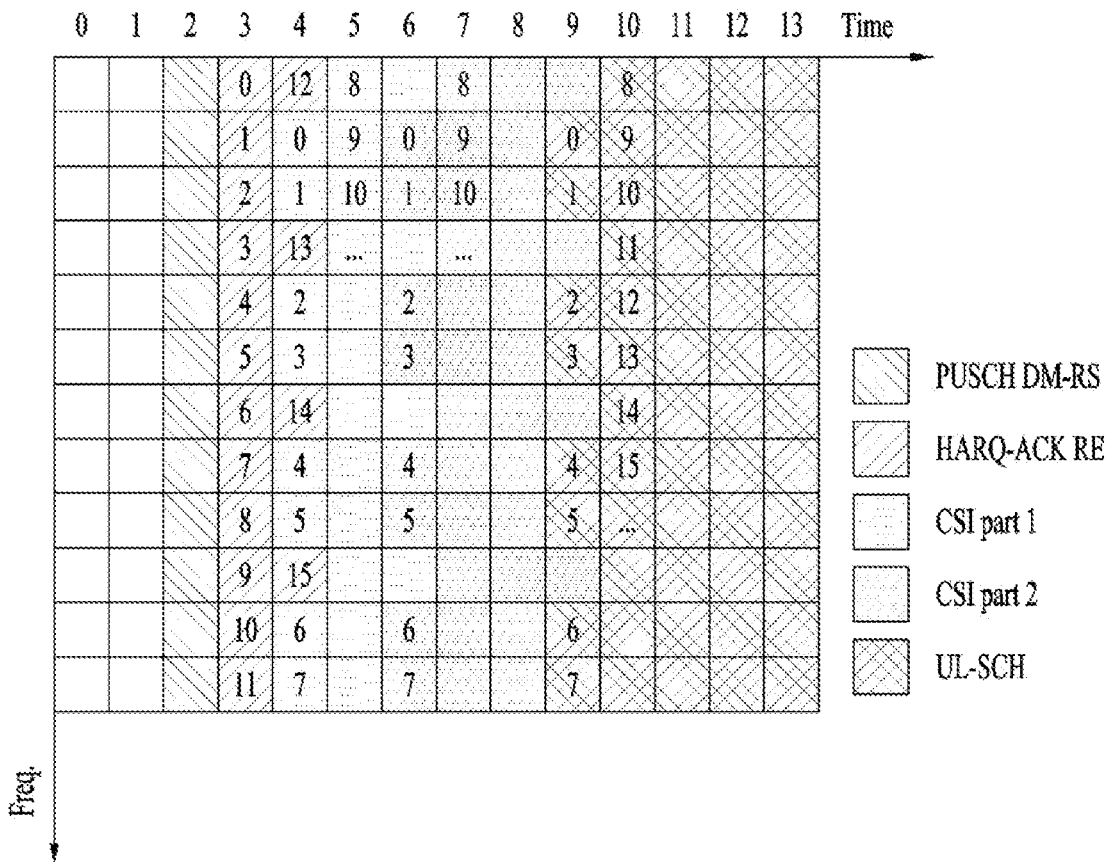 0 1 2 3 4 5 6 7 8 9 10 11 12 13 Time
0 12 8 8 8
1 0 9 0 9 0 9
2 1 10 1 10 1 10
3 13 ... ... 11
4 2 2 2 12
5 3 3 3 13
6 14 14
7 4 4 4 15
8 5 5 5 ...
9 15
10 6 6 6
11 7 7 7
PUSCH DM-RS
HARQ-ACK RE
CSI part 1
CSI part 2
UL-SCH
Freq.